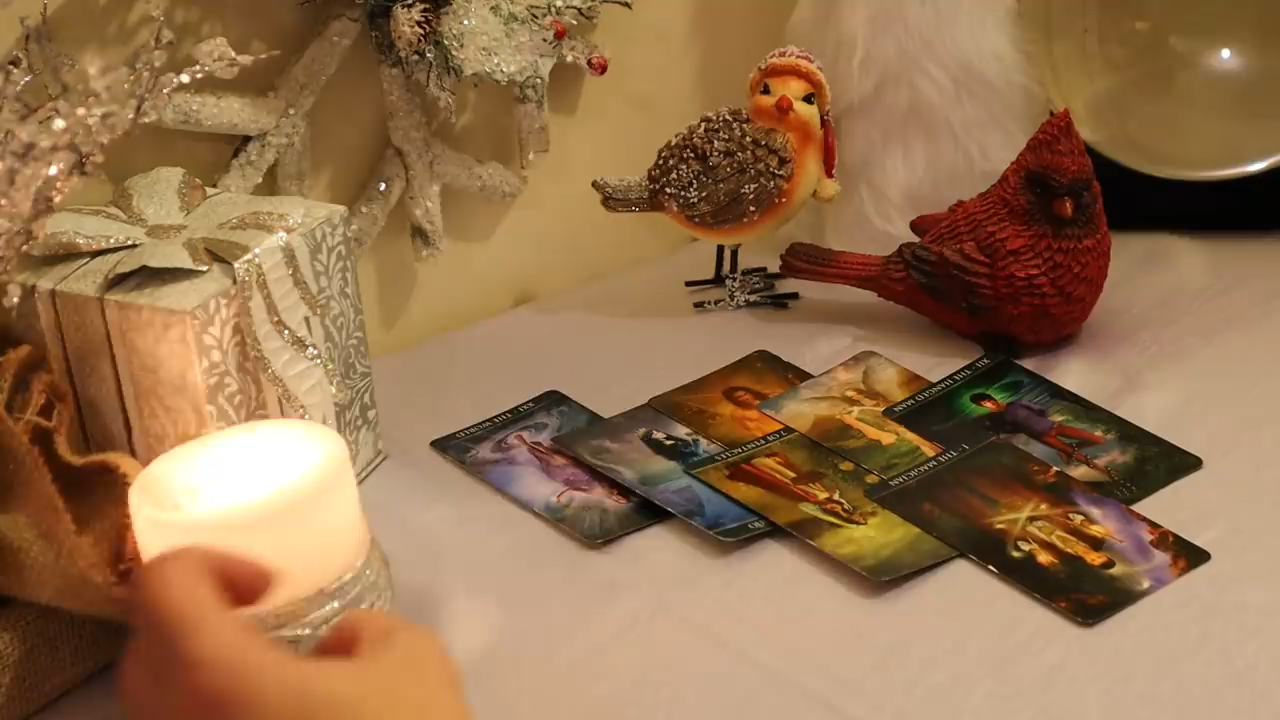 XXI · THE WORLD
7 OF PENTACLES
I · THE MAGICIAN
XII · THE HANGED MAN